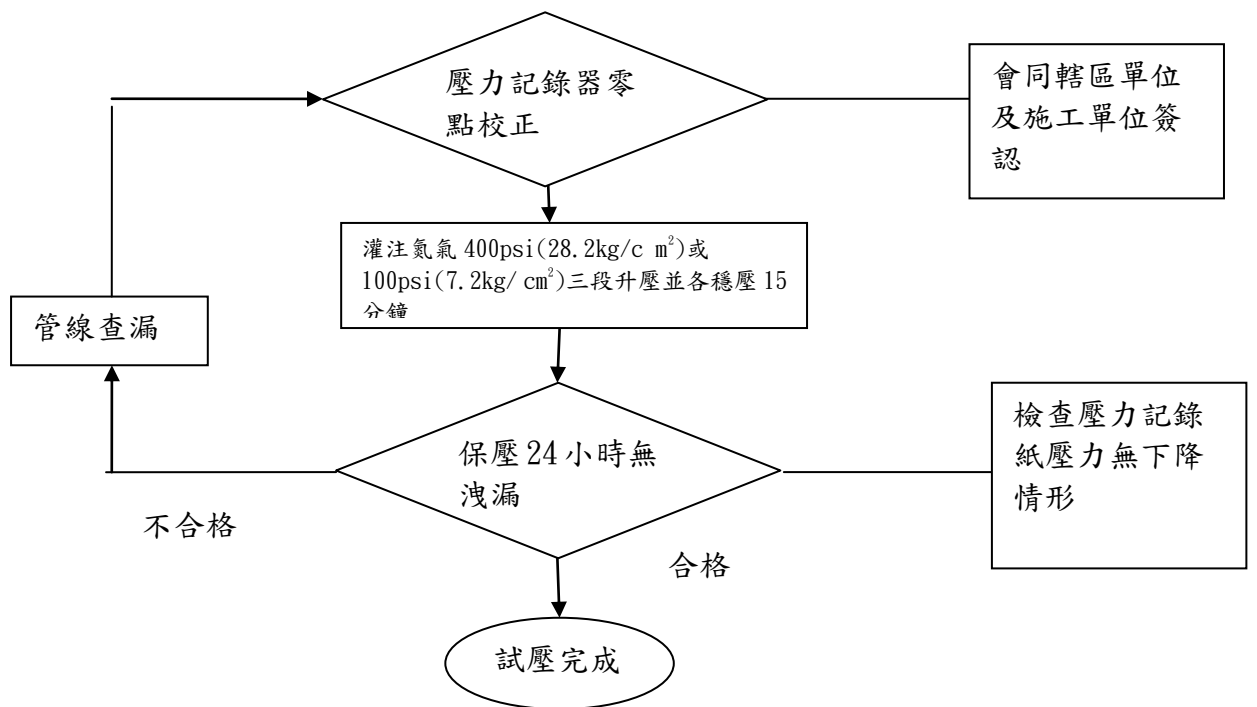 壓力記錄器零
點校正
會同轄區單位
及施工單位簽
認
灌注氮氣 400psi(28.2kg/c m²)或
100psi(7.2kg/ cm²)三段升壓並各穩壓 15
分鐘
管線查漏
保壓 24 小時無
洩漏
檢查壓力記錄
紙壓力無下降
情形
不合格
合格
試壓完成